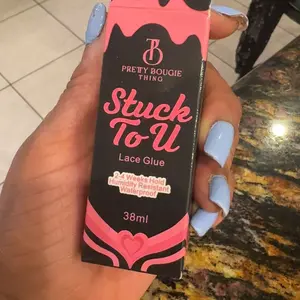 PRETTY BOUGIE
THING
Stuck
To U
Lace Glue
2-4 Weeks Hold
Humidity Resistant
Waterproof
38ml